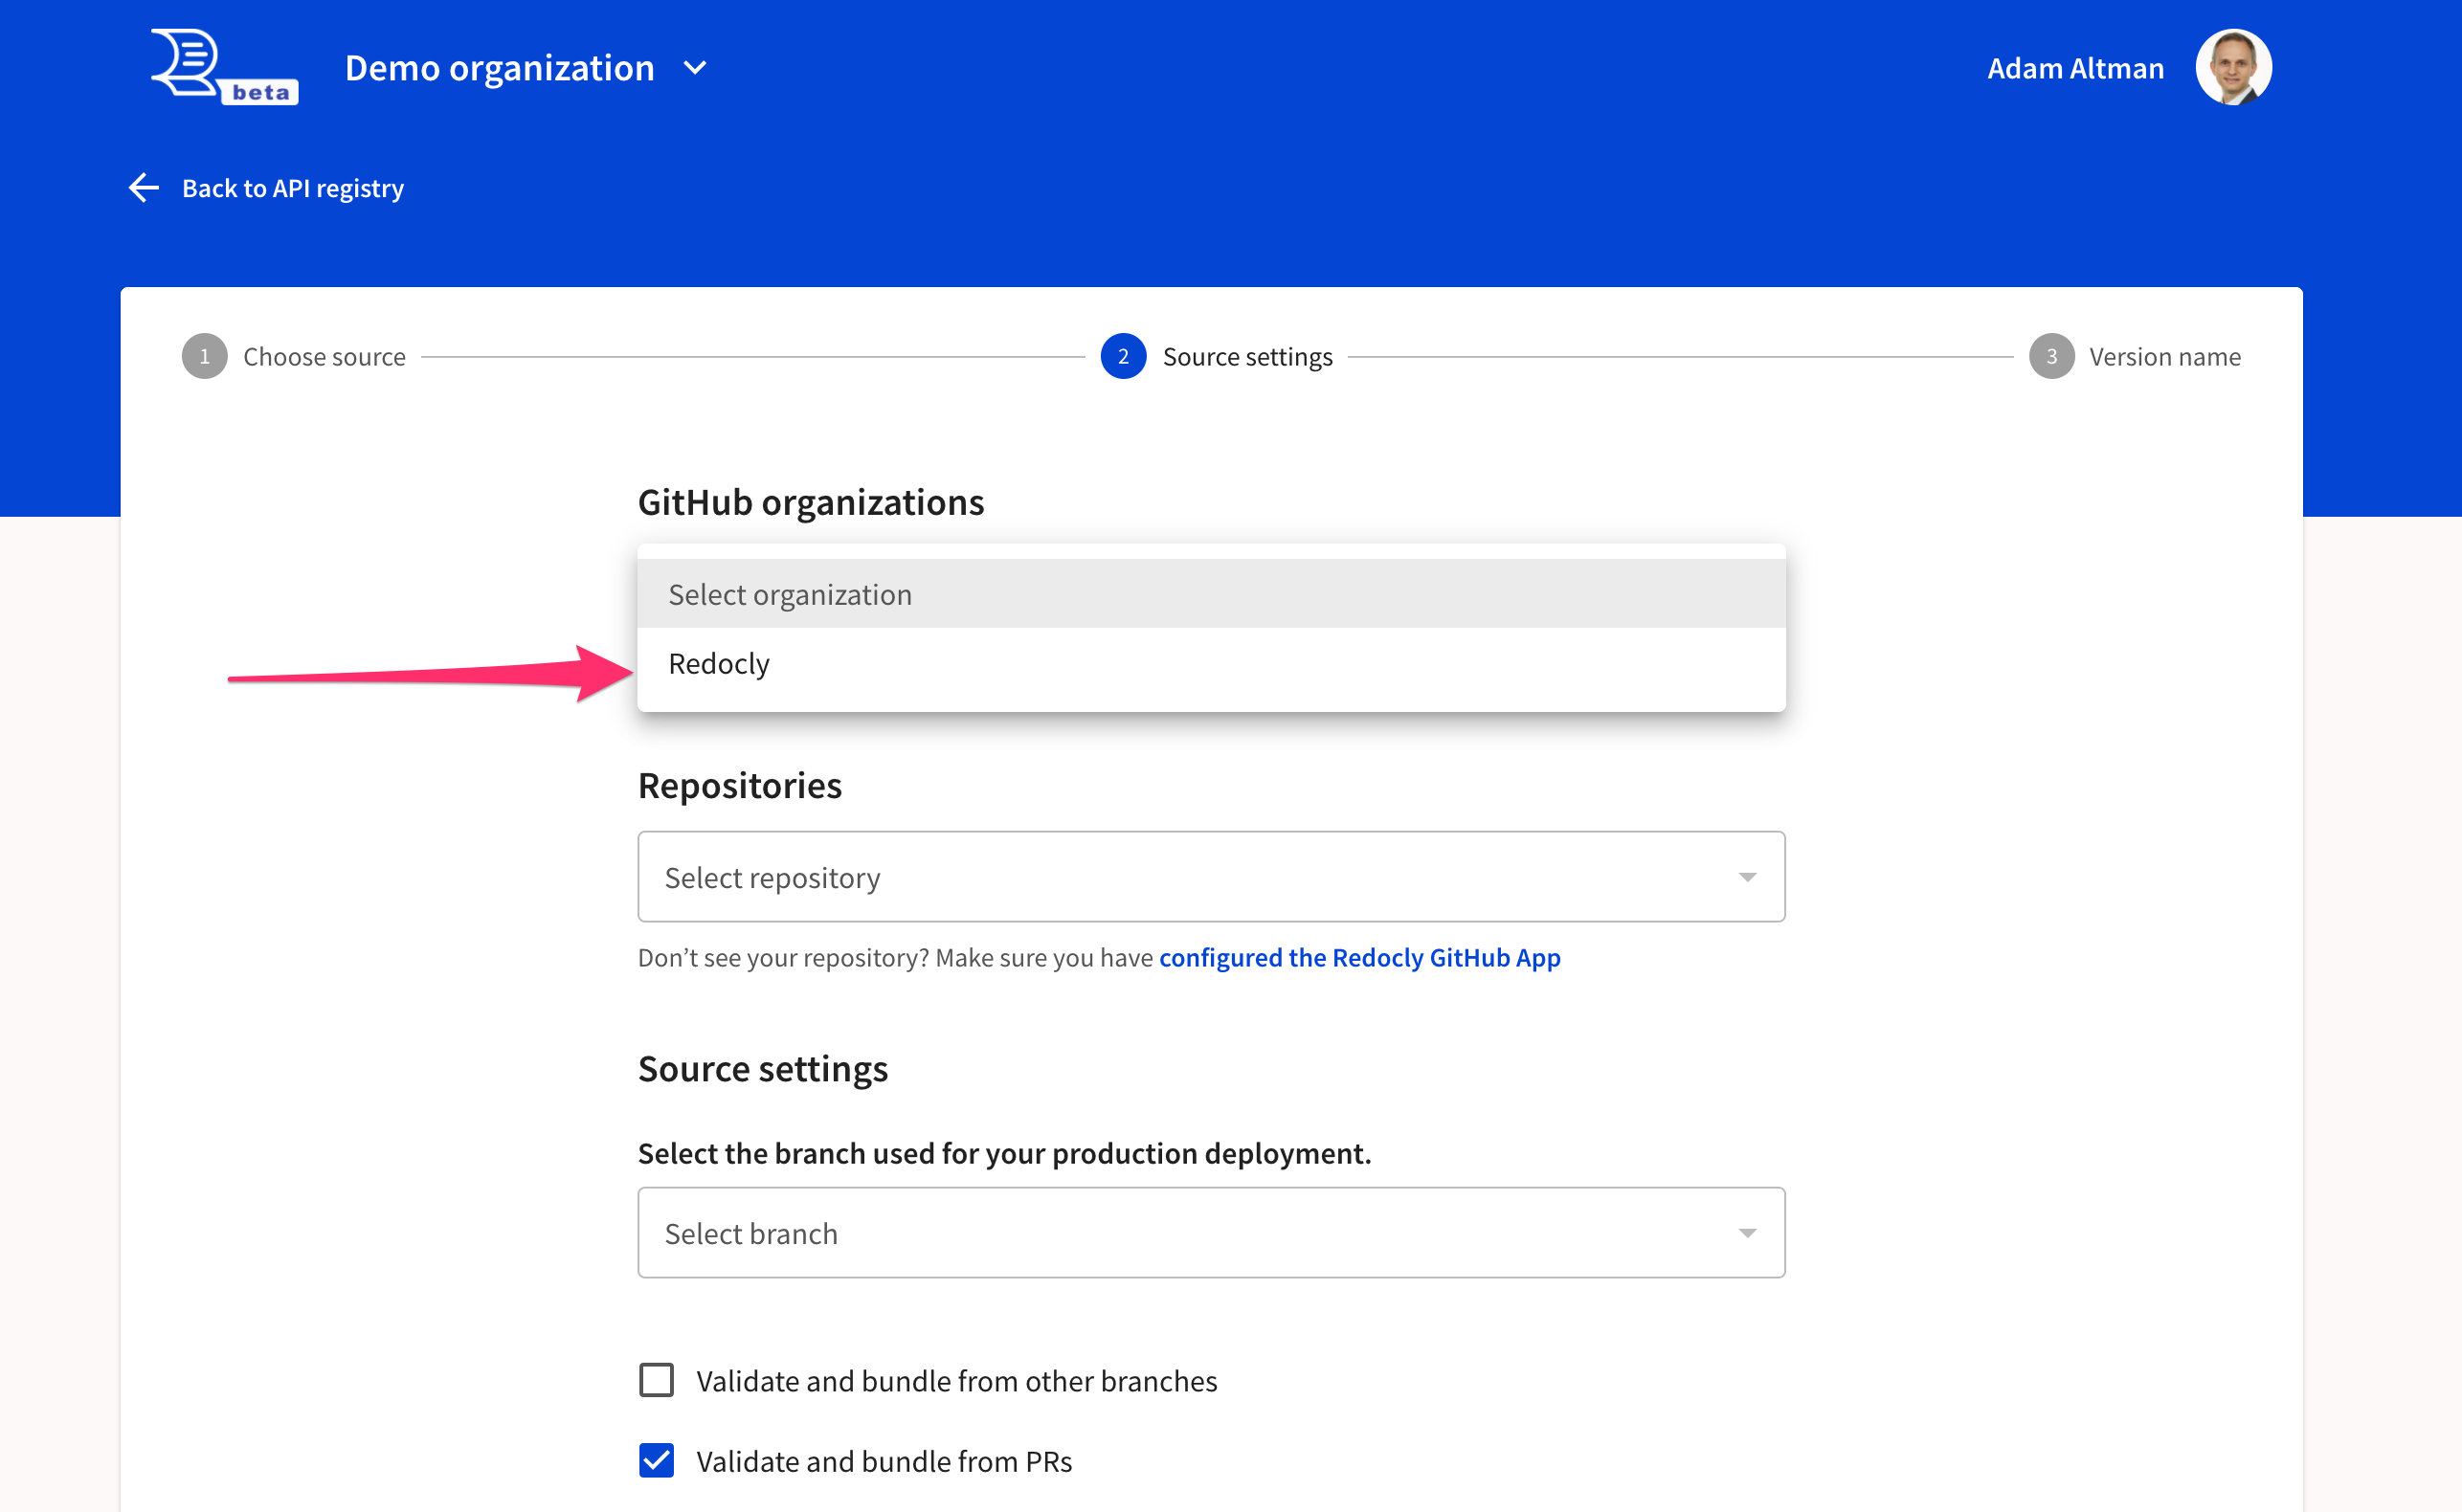 beta
Demo organization
Adam Altman
Back to API registry
1 Choose source
2 Source settings
3 Version name
GitHub organizations
Select organization
Redocly
Repositories
Select repository
Don’t see your repository? Make sure you have configured the Redocly GitHub App
Source settings
Select the branch used for your production deployment.
Select branch
Validate and bundle from other branches
Validate and bundle from PRs